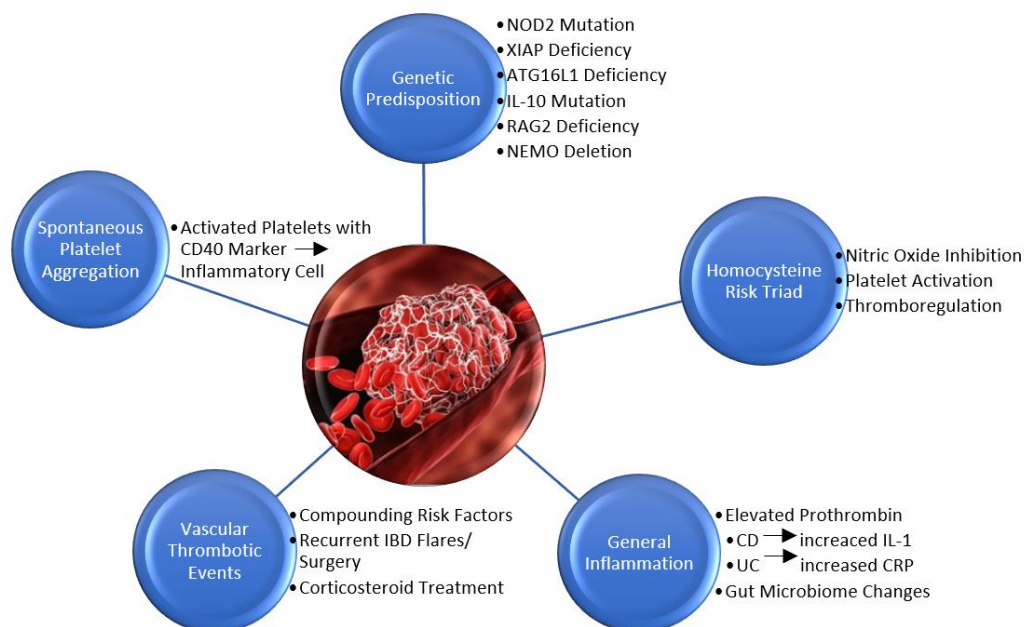 Genetic
Predisposition
•NOD2 Mutation
•XIAP Deficiency
•ATG16L1 Deficiency
•IL-10 Mutation
•RAG2 Deficiency
•NEMO Deletion
Spontaneous
Platelet
Aggregation
•Activated Platelets with
CD40 Marker →
Inflammatory Cell
Homocysteine
Risk Triad
•Nitric Oxide Inhibition
•Platelet Activation
•Thromboregulation
Vascular
Thrombotic
Events
•Compounding Risk Factors
•Recurrent IBD Flares/
Surgery
•Corticosteroid Treatment
General
Inflammation
•Elevated Prothrombin
•CD → increaced IL-1
•UC → increased CRP
•Gut Microbiome Changes